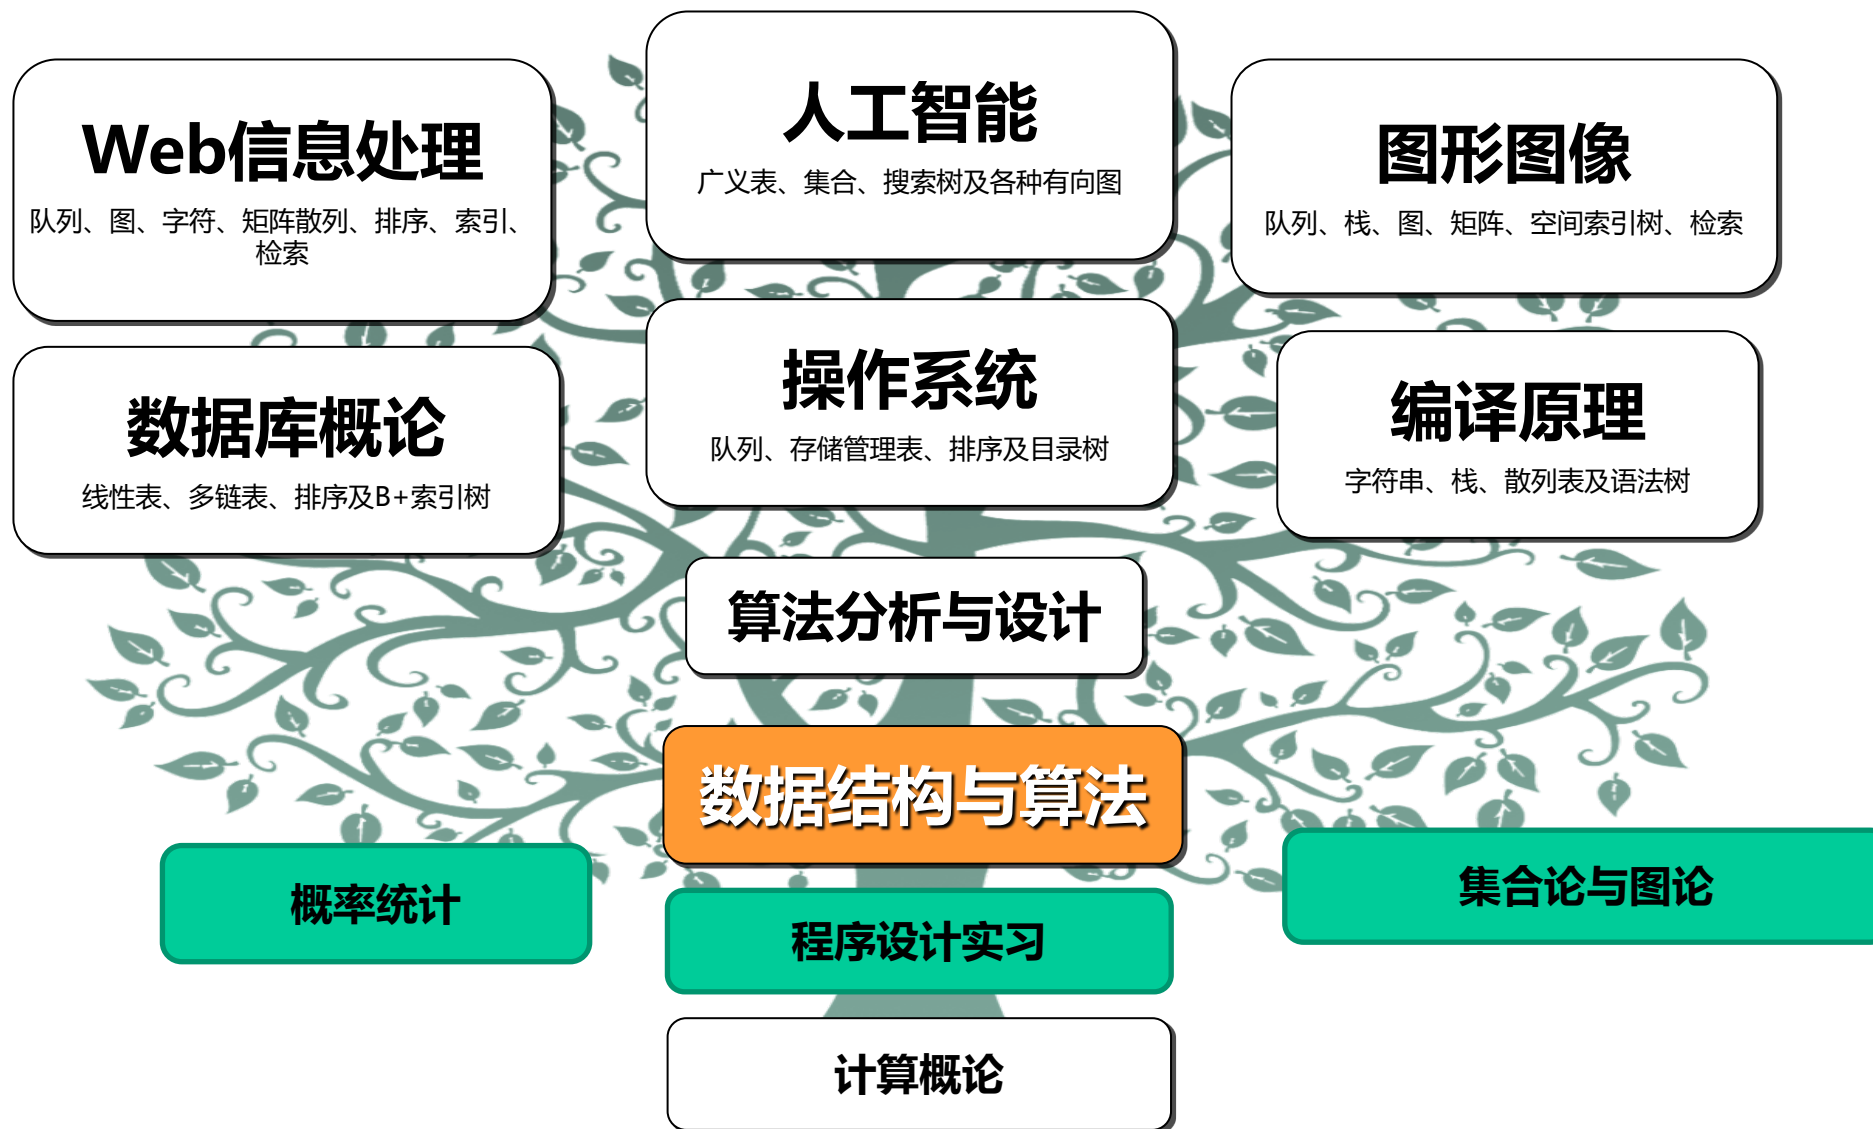 Web信息处理
队列、图、字符、矩阵散列、排序、索引、
检索
人工智能
广义表、集合、搜索树及各种有向图
图形图像
队列、栈、图、矩阵、空间索引树、检索
数据库概论
线性表、多链表、排序及B+索引树
操作系统
队列、存储管理表、排序及目录树
编译原理
字符串、栈、散列表及语法树
算法分析与设计
数据结构与算法
概率统计
程序设计实习
集合论与图论
计算概论